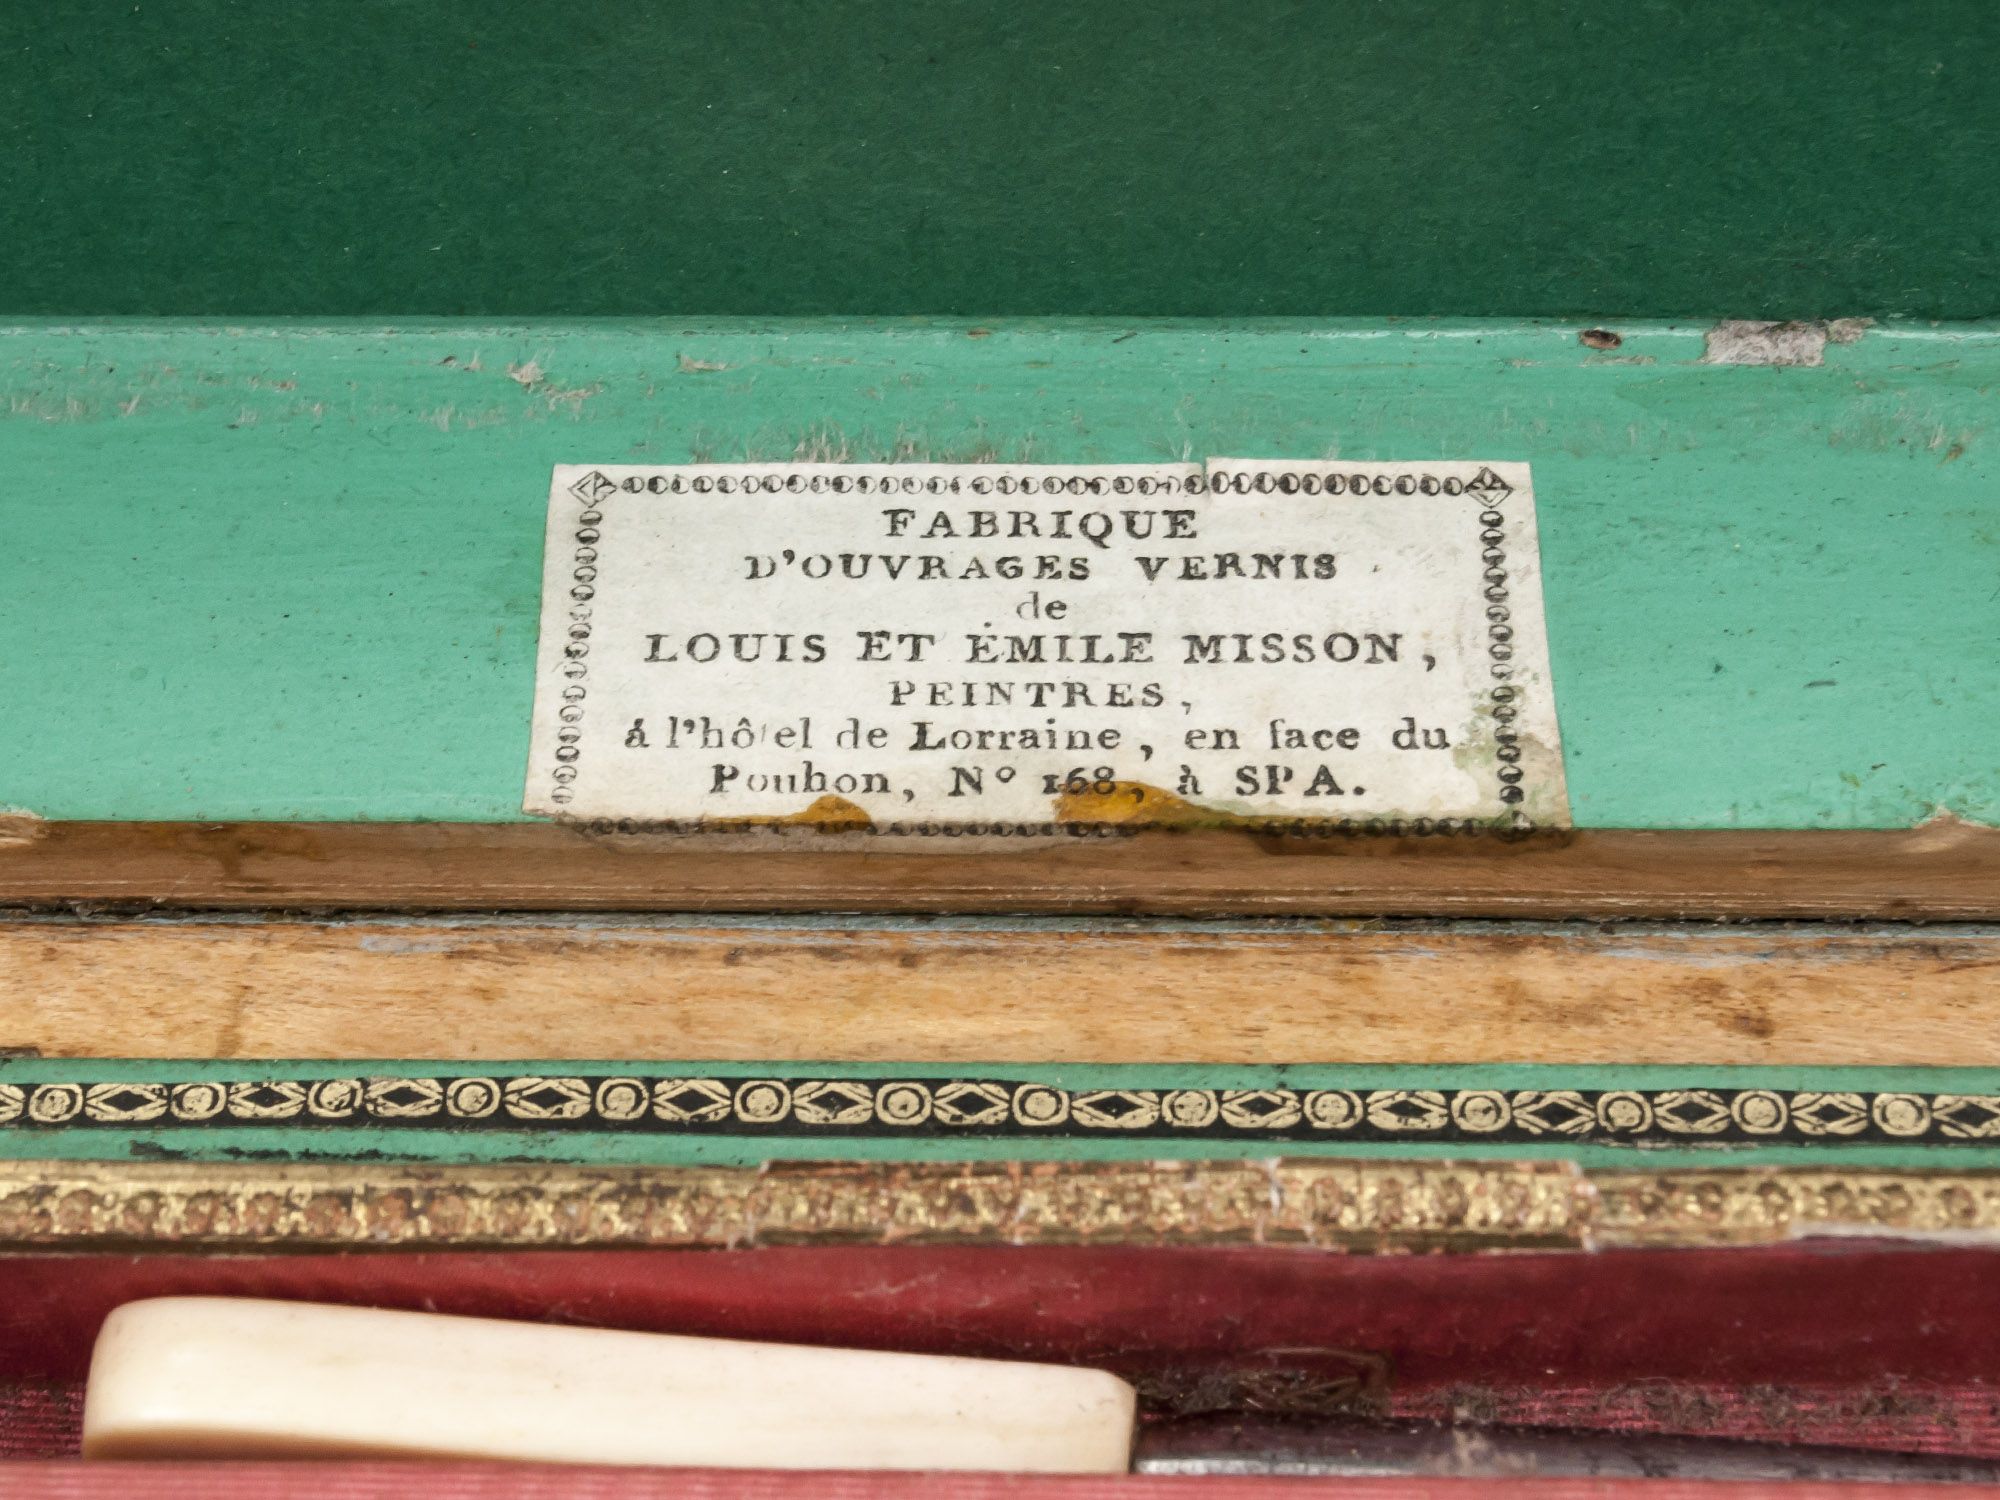 FABRIQUE
D'OUVRAGES VERNIS
de
LOUIS ET ÉMILE MISSON,
PEINTRES,
á l'hôtel de Lorraine, en face du
Pouhon, N° 168, à SPA.